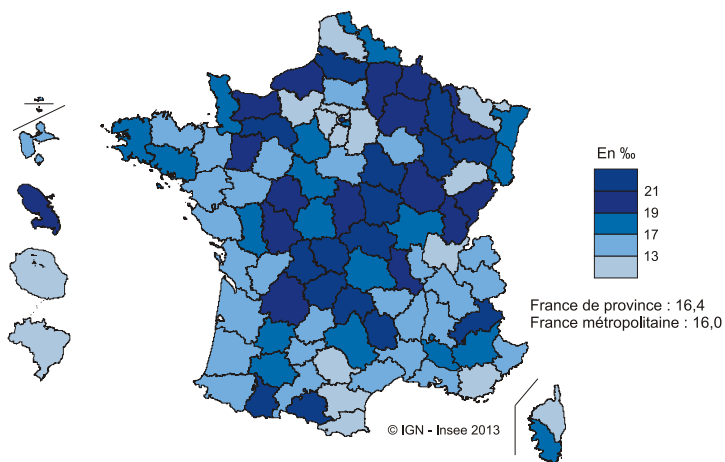 En ‰
21
19
17
13
France de province : 16,4
France métropolitaine : 16,0
© IGN - Insee 2013